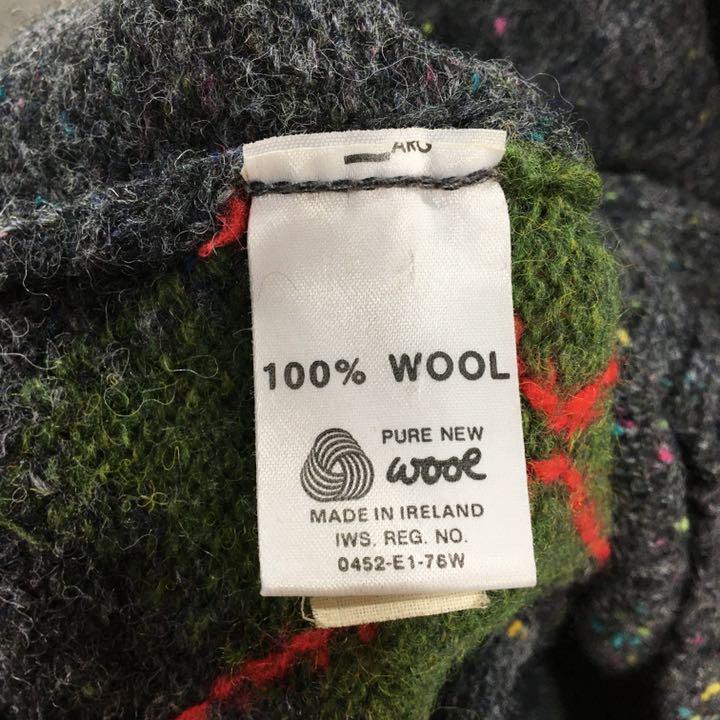 100% WOOL
PURE NEW
wool
MADE IN IRELAND
IWS. REG. NO.
0452-E1-76W